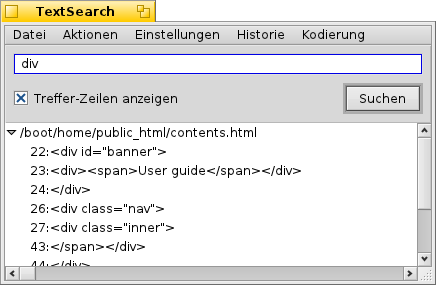 TextSearch
Datei Aktionen Einstellungen Historie Kodierung
div
Treffer-Zeilen anzeigen Suchen
/boot/home/public_html/contents.html
22:<div id="banner">
23:<div><span>User guide</span></div>
24:</div>
26:<div class="nav">
27:<div class="inner">
43:</span></div>
44:</div>